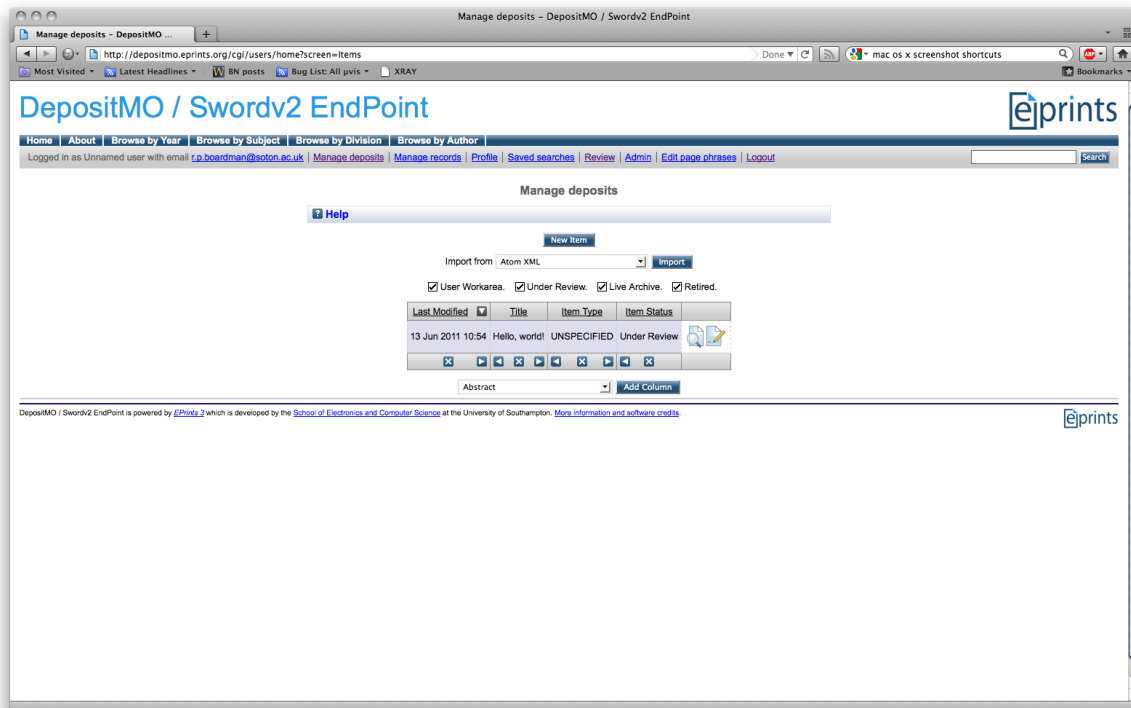 Manage deposits – DepositMO / Swordv2 EndPoint
Manage deposits – DepositMO ... +
http://depositmo.eprints.org/cgi/users/home?screen=Items Done mac os x screenshot shortcuts ABP
Most Visited Latest Headlines BN posts Bug List: All μvis XRAY Bookmarks
DepositMO / Swordv2 EndPoint eprints
Home About Browse by Year Browse by Subject Browse by Division Browse by Author
Logged in as Unnamed user with email r.p.boardman@soton.ac.uk | Manage deposits | Manage records | Profile | Saved searches | Review | Admin | Edit page phrases | Logout Search
Manage deposits
? Help
New Item
Import from Atom XML Import
User Workarea. Under Review. Live Archive. Retired.
Last Modified Title Item Type Item Status
13 Jun 2011 10:54 Hello, world! UNSPECIFIED Under Review
Abstract Add Column
DepositMO / Swordv2 EndPoint is powered by EPrints 3 which is developed by the School of Electronics and Computer Science at the University of Southampton. More information and software credits. eprints